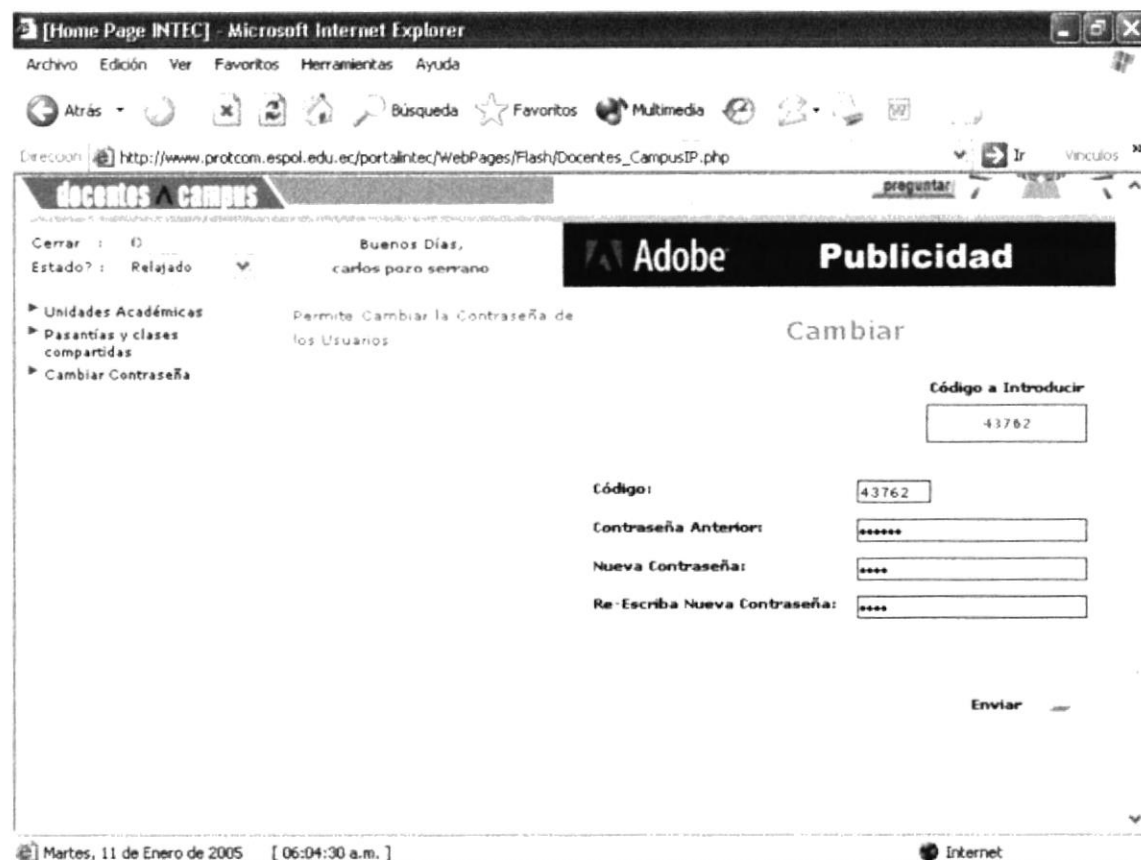 [Home Page INTEC] - Microsoft Internet Explorer
Archivo Edición Ver Favoritos Herramientas Ayuda
Atrás Búsqueda Favoritos Multimedia
Dirección http://www.protcom.espol.edu.ec/portalintec/WebPages/Flash/Docentes_CampusIP.php Ir Vínculos »
docentes campus preguntar
Cerrar :
Estado? : Relajado
Buenos Días,
carlos pozo serrano
Adobe Publicidad
Unidades Académicas
Pasantías y clases
compartidas
Cambiar Contraseña
Permite Cambiar la Contraseña de
los Usuarios
Cambiar
Código a Introducir
43762
Código: 43762
Contraseña Anterior: ••••••
Nueva Contraseña: ••••
Re-Escriba Nueva Contraseña: ••••
Enviar
Martes, 11 de Enero de 2005 [ 06:04:30 a.m. ] Internet